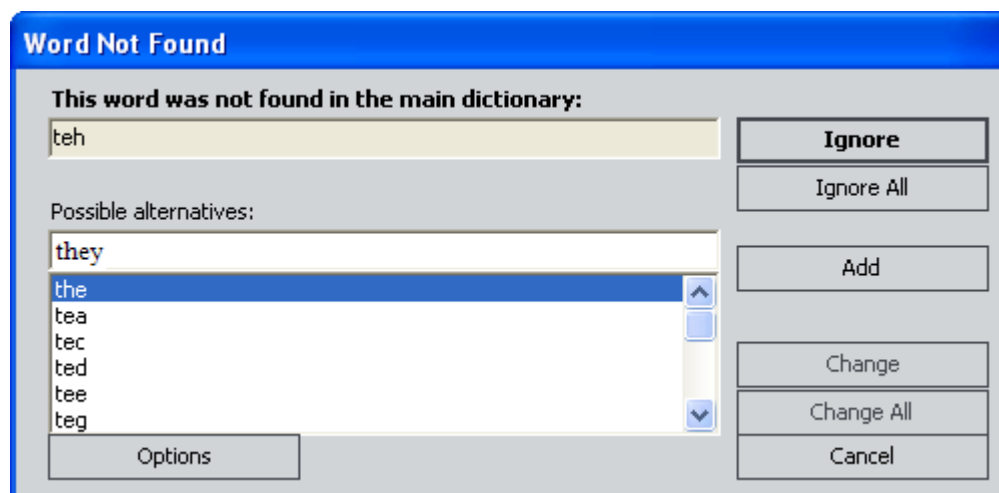 Word Not Found
This word was not found in the main dictionary:
teh
Ignore
Ignore All
Possible alternatives:
they
Add
the
tea
tec
ted
tee
teg
Change
Change All
Options
Cancel